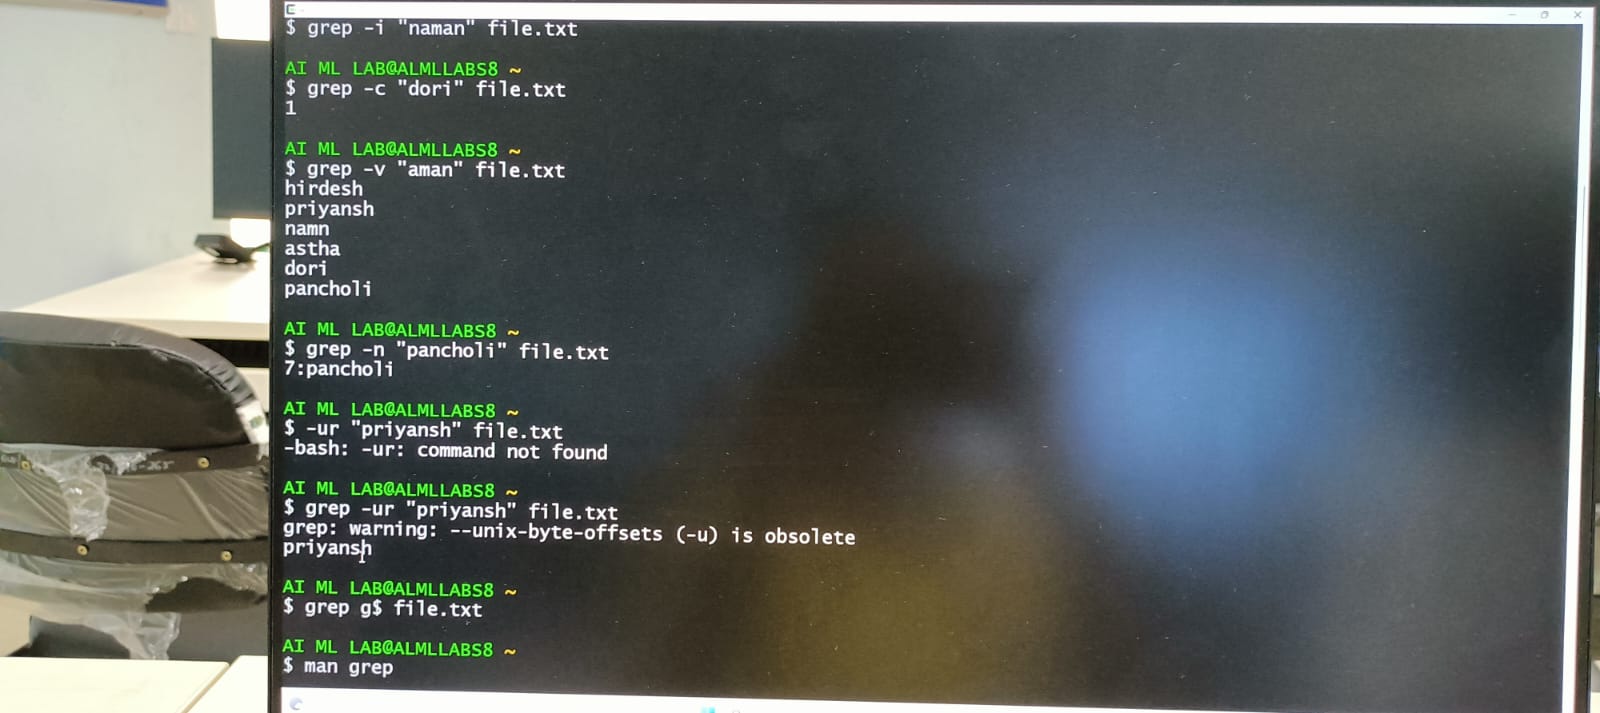 $ grep -i "naman" file.txt
AI ML LAB@ALMLLABS8 ~
$ grep -c "dori" file.txt
1
AI ML LAB@ALMLLABS8 ~
$ grep -v "aman" file.txt
hirdesh
priyansh
namn
astha
dori
pancholi
AI ML LAB@ALMLLABS8 ~
$ grep -n "pancholi" file.txt
7:pancholi
AI ML LAB@ALMLLABS8 ~
$ -ur "priyansh" file.txt
-bash: -ur: command not found
AI ML LAB@ALMLLABS8 ~
$ grep -ur "priyansh" file.txt
grep: warning: --unix-byte-offsets (-u) is obsolete
priyansh
AI ML LAB@ALMLLABS8 ~
$ grep g$ file.txt
AI ML LAB@ALMLLABS8 ~
$ man grep